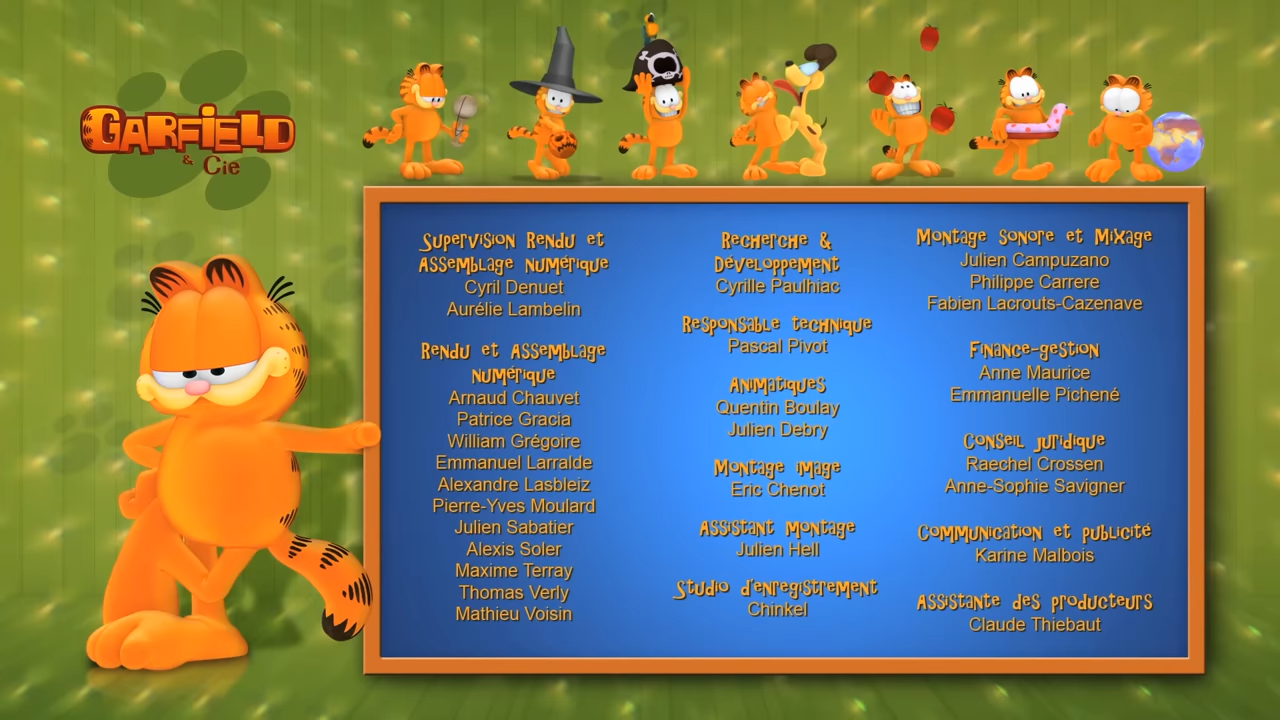 GARFIELD
& Cie
Supervision Rendu et
Assemblage numérique
Cyril Denuet
Aurélie Lambelin
Rendu et Assemblage
numérique
Arnaud Chauvet
Patrice Gracia
William Grégoire
Emmanuel Larralde
Alexandre Lasbleiz
Pierre-Yves Moulard
Julien Sabatier
Alexis Soler
Maxime Terray
Thomas Verly
Mathieu Voisin
Recherche &
Développement
Cyrille Paulhiac
Responsable technique
Pascal Pivot
Animatiques
Quentin Boulay
Julien Debry
Montage image
Eric Chenot
Assistant Montage
Julien Hell
Studio d'enregistrement
Chinkel
Montage Sonore et Mixage
Julien Campuzano
Philippe Carrere
Fabien Lacrouts-Cazenave
Finance-gestion
Anne Maurice
Emmanuelle Pichené
Conseil juridique
Raechel Crossen
Anne-Sophie Savigner
Communication et publicité
Karine Malbois
Assistante des producteurs
Claude Thiebaut